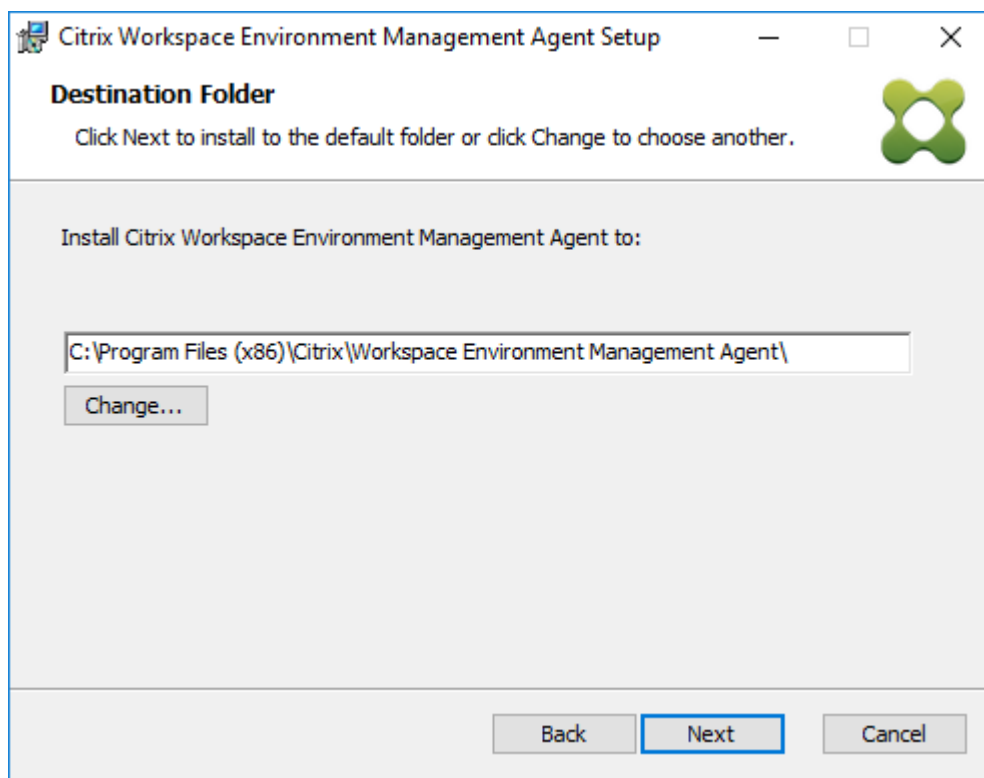 Citrix Workspace Environment Management Agent Setup
Destination Folder
Click Next to install to the default folder or click Change to choose another.
Install Citrix Workspace Environment Management Agent to:
C:\Program Files (x86)\Citrix\Workspace Environment Management Agent\
Change...
Back Next Cancel